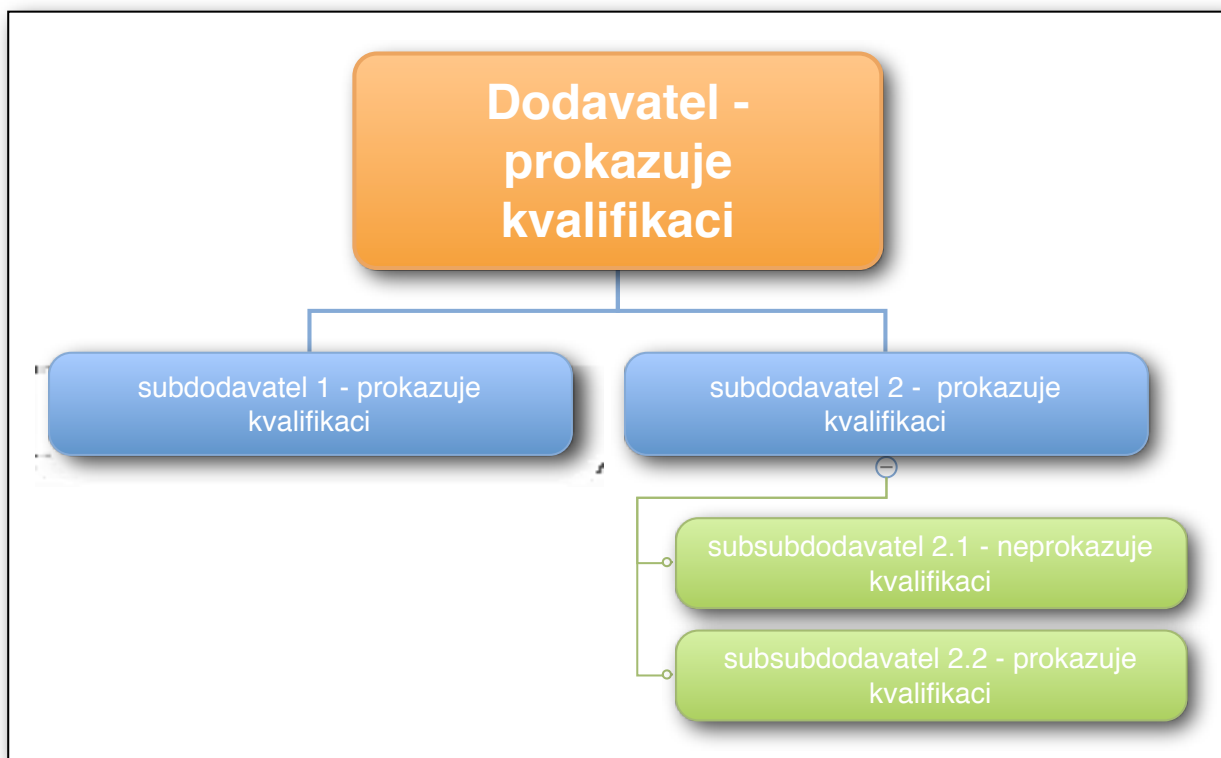 Dodavatel -
prokazuje
kvalifikaci
subdodavatel 1 - prokazuje
kvalifikaci
subdodavatel 2 -  prokazuje
kvalifikaci
subsubdodavatel 2.1 - neprokazuje
kvalifikaci
subsubdodavatel 2.2 - prokazuje
kvalifikaci